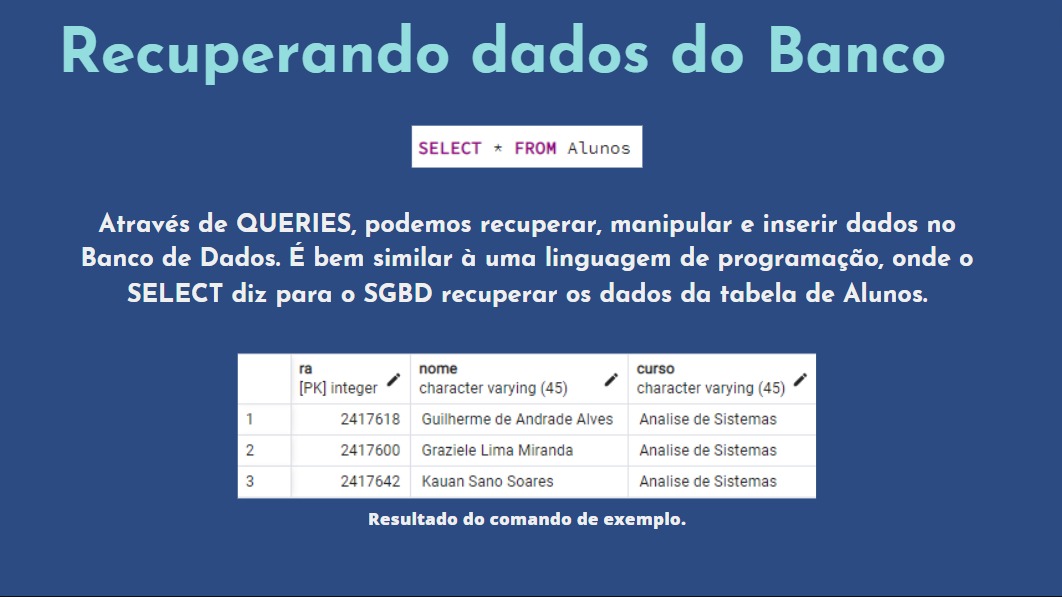 Recuperando dados do Banco
SELECT * FROM Alunos
Através de QUERIES, podemos recuperar, manipular e inserir dados no
Banco de Dados. É bem similar à uma linguagem de programação, onde o
SELECT diz para o SGBD recuperar os dados da tabela de Alunos.
ra nome curso
[PK] integer character varying (45) character varying (45)
1 2417618 Guilherme de Andrade Alves Analise de Sistemas
2 2417600 Graziele Lima Miranda Analise de Sistemas
3 2417642 Kauan Sano Soares Analise de Sistemas
Resultado do comando de exemplo.